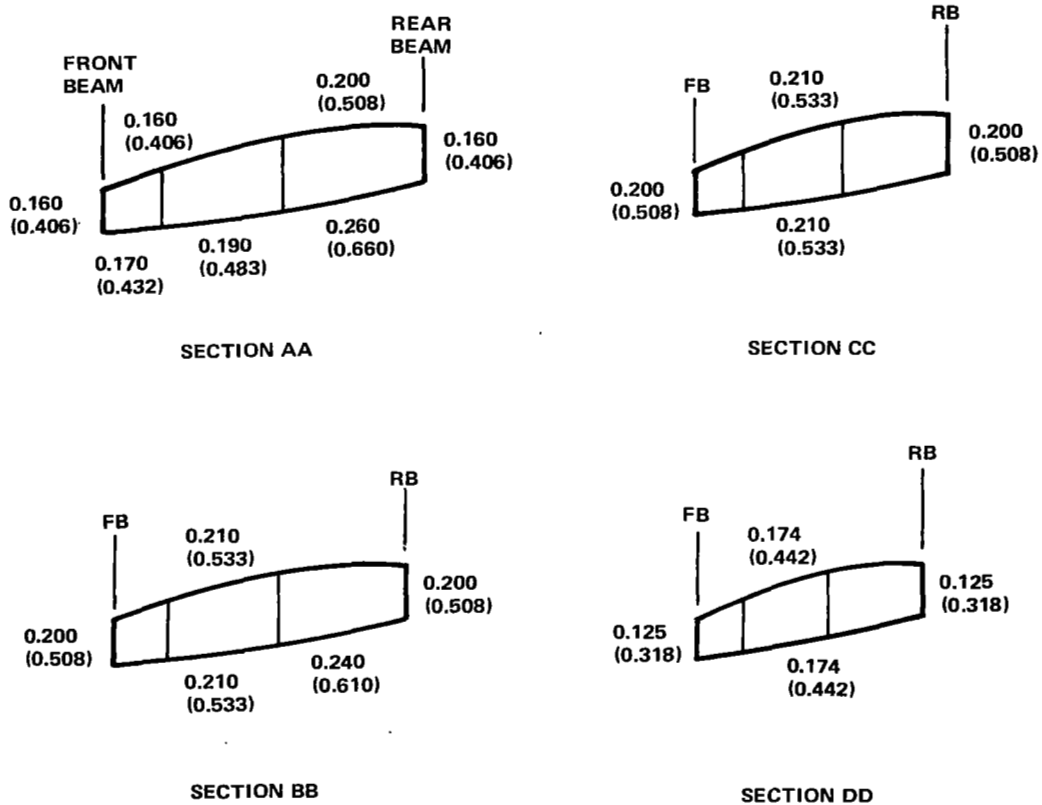 FRONT
BEAM
REAR
BEAM
0.160
(0.406)
0.200
(0.508)
0.160
(0.406)
0.160
(0.406)
0.170
(0.432)
0.190
(0.483)
0.260
(0.660)
SECTION AA
FB
RB
0.210
(0.533)
0.200
(0.508)
0.200
(0.508)
0.210
(0.533)
SECTION CC
FB
RB
0.210
(0.533)
0.200
(0.508)
0.200
(0.508)
0.210
(0.533)
0.240
(0.610)
SECTION BB
FB
RB
0.174
(0.442)
0.125
(0.318)
0.125
(0.318)
0.174
(0.442)
SECTION DD